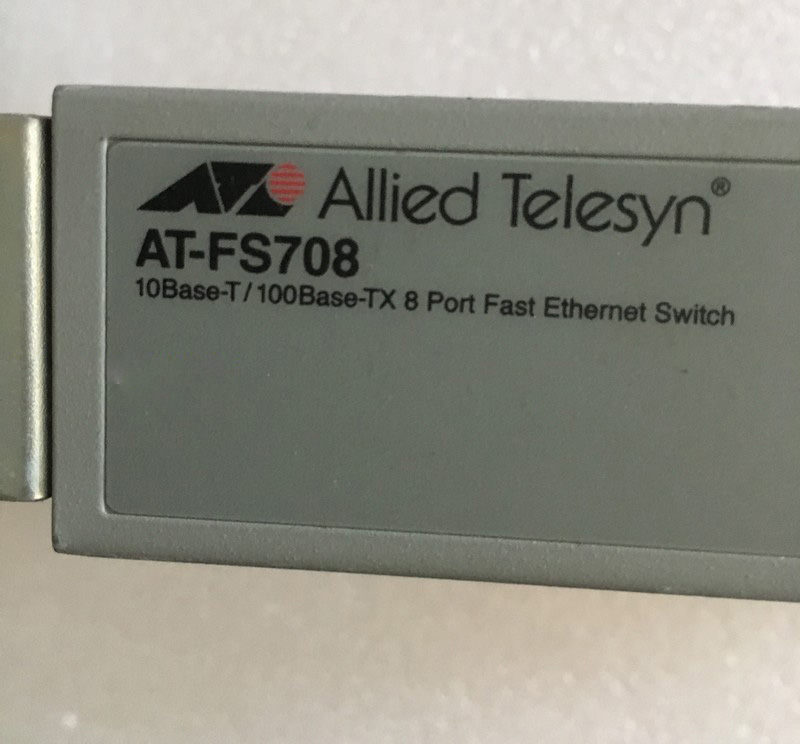 Allied Telesyn®
AT-FS708
10Base-T/100Base-TX 8 Port Fast Ethernet Switch